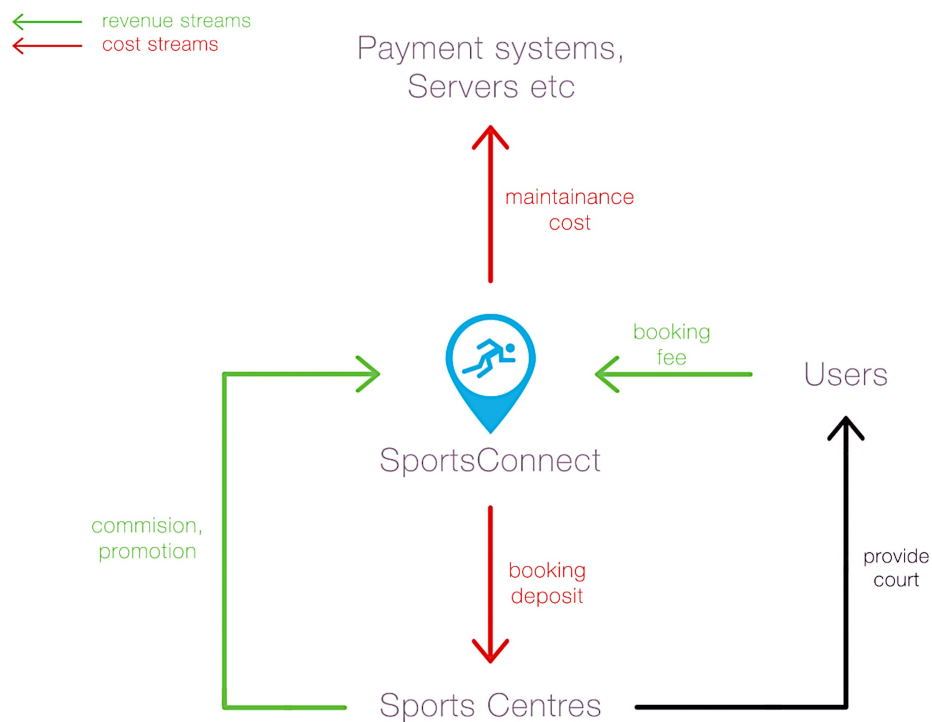 revenue streams
cost streams
Payment systems,
Servers etc
maintainance
cost
booking
fee
Users
SportsConnect
commision,
promotion
booking
deposit
provide
court
Sports Centres